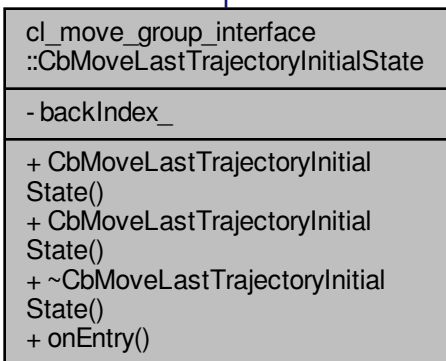 cl_move_group_interface
::CbMoveLastTrajectoryInitialState
- backIndex_
+ CbMoveLastTrajectoryInitial
State()
+ CbMoveLastTrajectoryInitial
State()
+ ~CbMoveLastTrajectoryInitial
State()
+ onEntry()